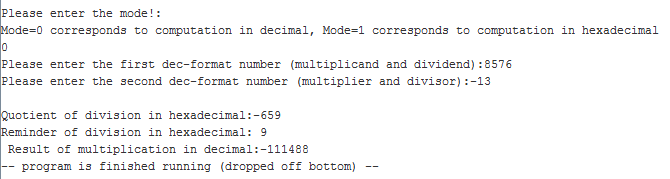 Please enter the mode!:
Mode=0 corresponds to computation in decimal, Mode=1 corresponds to computation in hexadecimal
0
Please enter the first dec-format number (multiplicand and dividend):8576
Please enter the second dec-format number (multiplier and divisor):-13

Quotient of division in hexadecimal:-659
Reminder of division in hexadecimal: 9
 Result of multiplication in decimal:-111488
-- program is finished running (dropped off bottom) --